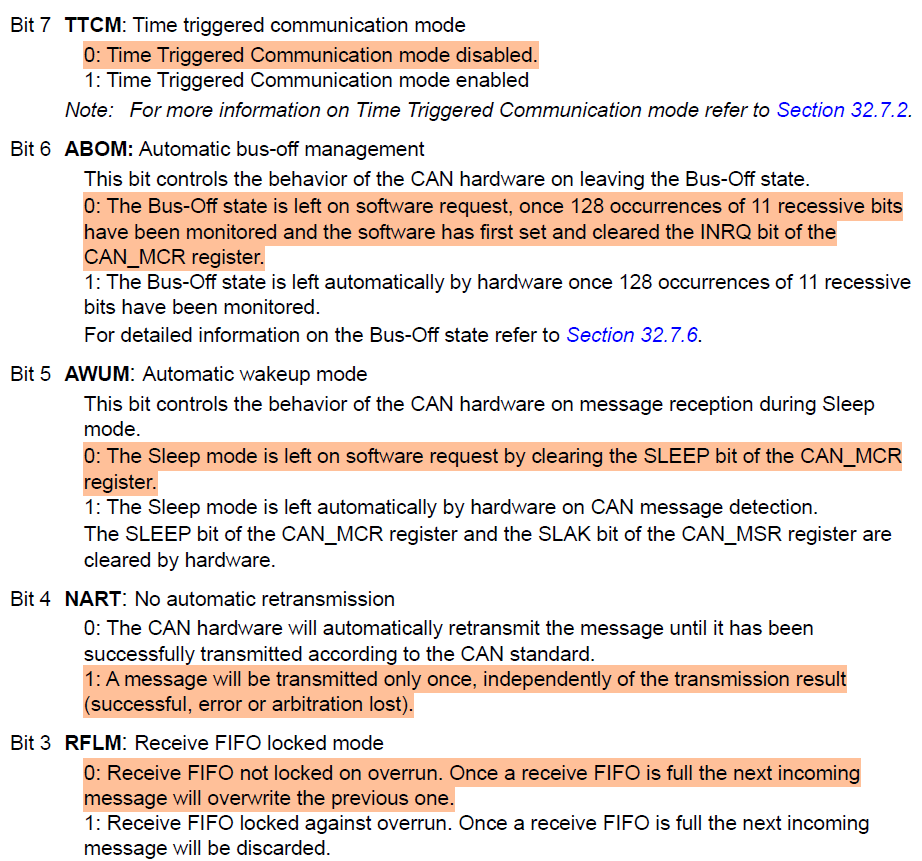 Bit 7 TTCM: Time triggered communication mode
0: Time Triggered Communication mode disabled.
1: Time Triggered Communication mode enabled
Note: For more information on Time Triggered Communication mode refer to Section 32.7.2.
Bit 6 ABOM: Automatic bus-off management
This bit controls the behavior of the CAN hardware on leaving the Bus-Off state.
0: The Bus-Off state is left on software request, once 128 occurrences of 11 recessive bits
have been monitored and the software has first set and cleared the INRQ bit of the
CAN_MCR register.
1: The Bus-Off state is left automatically by hardware once 128 occurrences of 11 recessive
bits have been monitored.
For detailed information on the Bus-Off state refer to Section 32.7.6.
Bit 5 AWUM: Automatic wakeup mode
This bit controls the behavior of the CAN hardware on message reception during Sleep
mode.
0: The Sleep mode is left on software request by clearing the SLEEP bit of the CAN_MCR
register.
1: The Sleep mode is left automatically by hardware on CAN message detection.
The SLEEP bit of the CAN_MCR register and the SLAK bit of the CAN_MSR register are
cleared by hardware.
Bit 4 NART: No automatic retransmission
0: The CAN hardware will automatically retransmit the message until it has been
successfully transmitted according to the CAN standard.
1: A message will be transmitted only once, independently of the transmission result
(successful, error or arbitration lost).
Bit 3 RFLM: Receive FIFO locked mode
0: Receive FIFO not locked on overrun. Once a receive FIFO is full the next incoming
message will overwrite the previous one.
1: Receive FIFO locked against overrun. Once a receive FIFO is full the next incoming
message will be discarded.